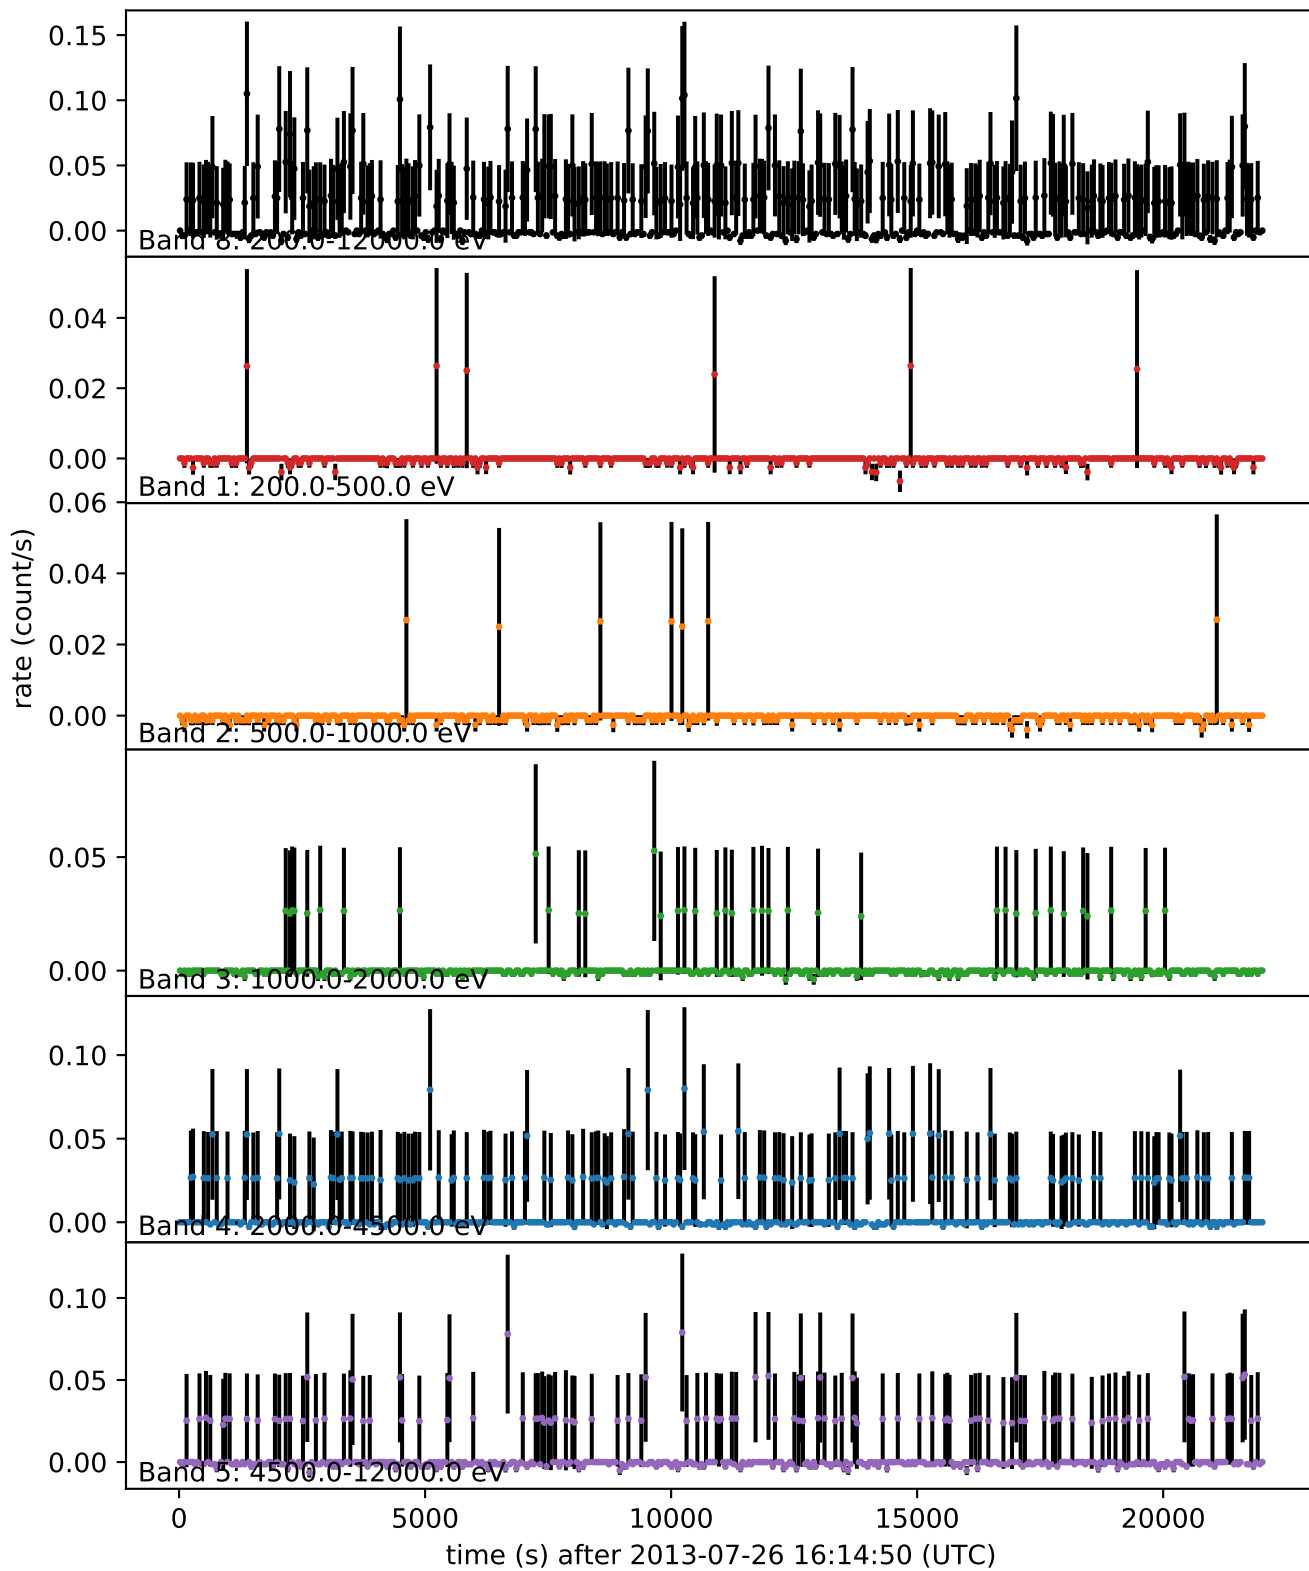 0.15
0.10
0.05
0.00
Band 8: 200.0-12000.0 eV
0.04
0.02
0.00
Band 1: 200.0-500.0 eV
0.06
0.04
0.02
0.00
Band 2: 500.0-1000.0 eV
rate (count/s)
0.05
0.00
Band 3: 1000.0-2000.0 eV
0.10
0.05
0.00
Band 4: 2000.0-4500.0 eV
0.10
0.05
0.00
Band 5: 4500.0-12000.0 eV
0 5000 10000 15000 20000
time (s) after 2013-07-26 16:14:50 (UTC)